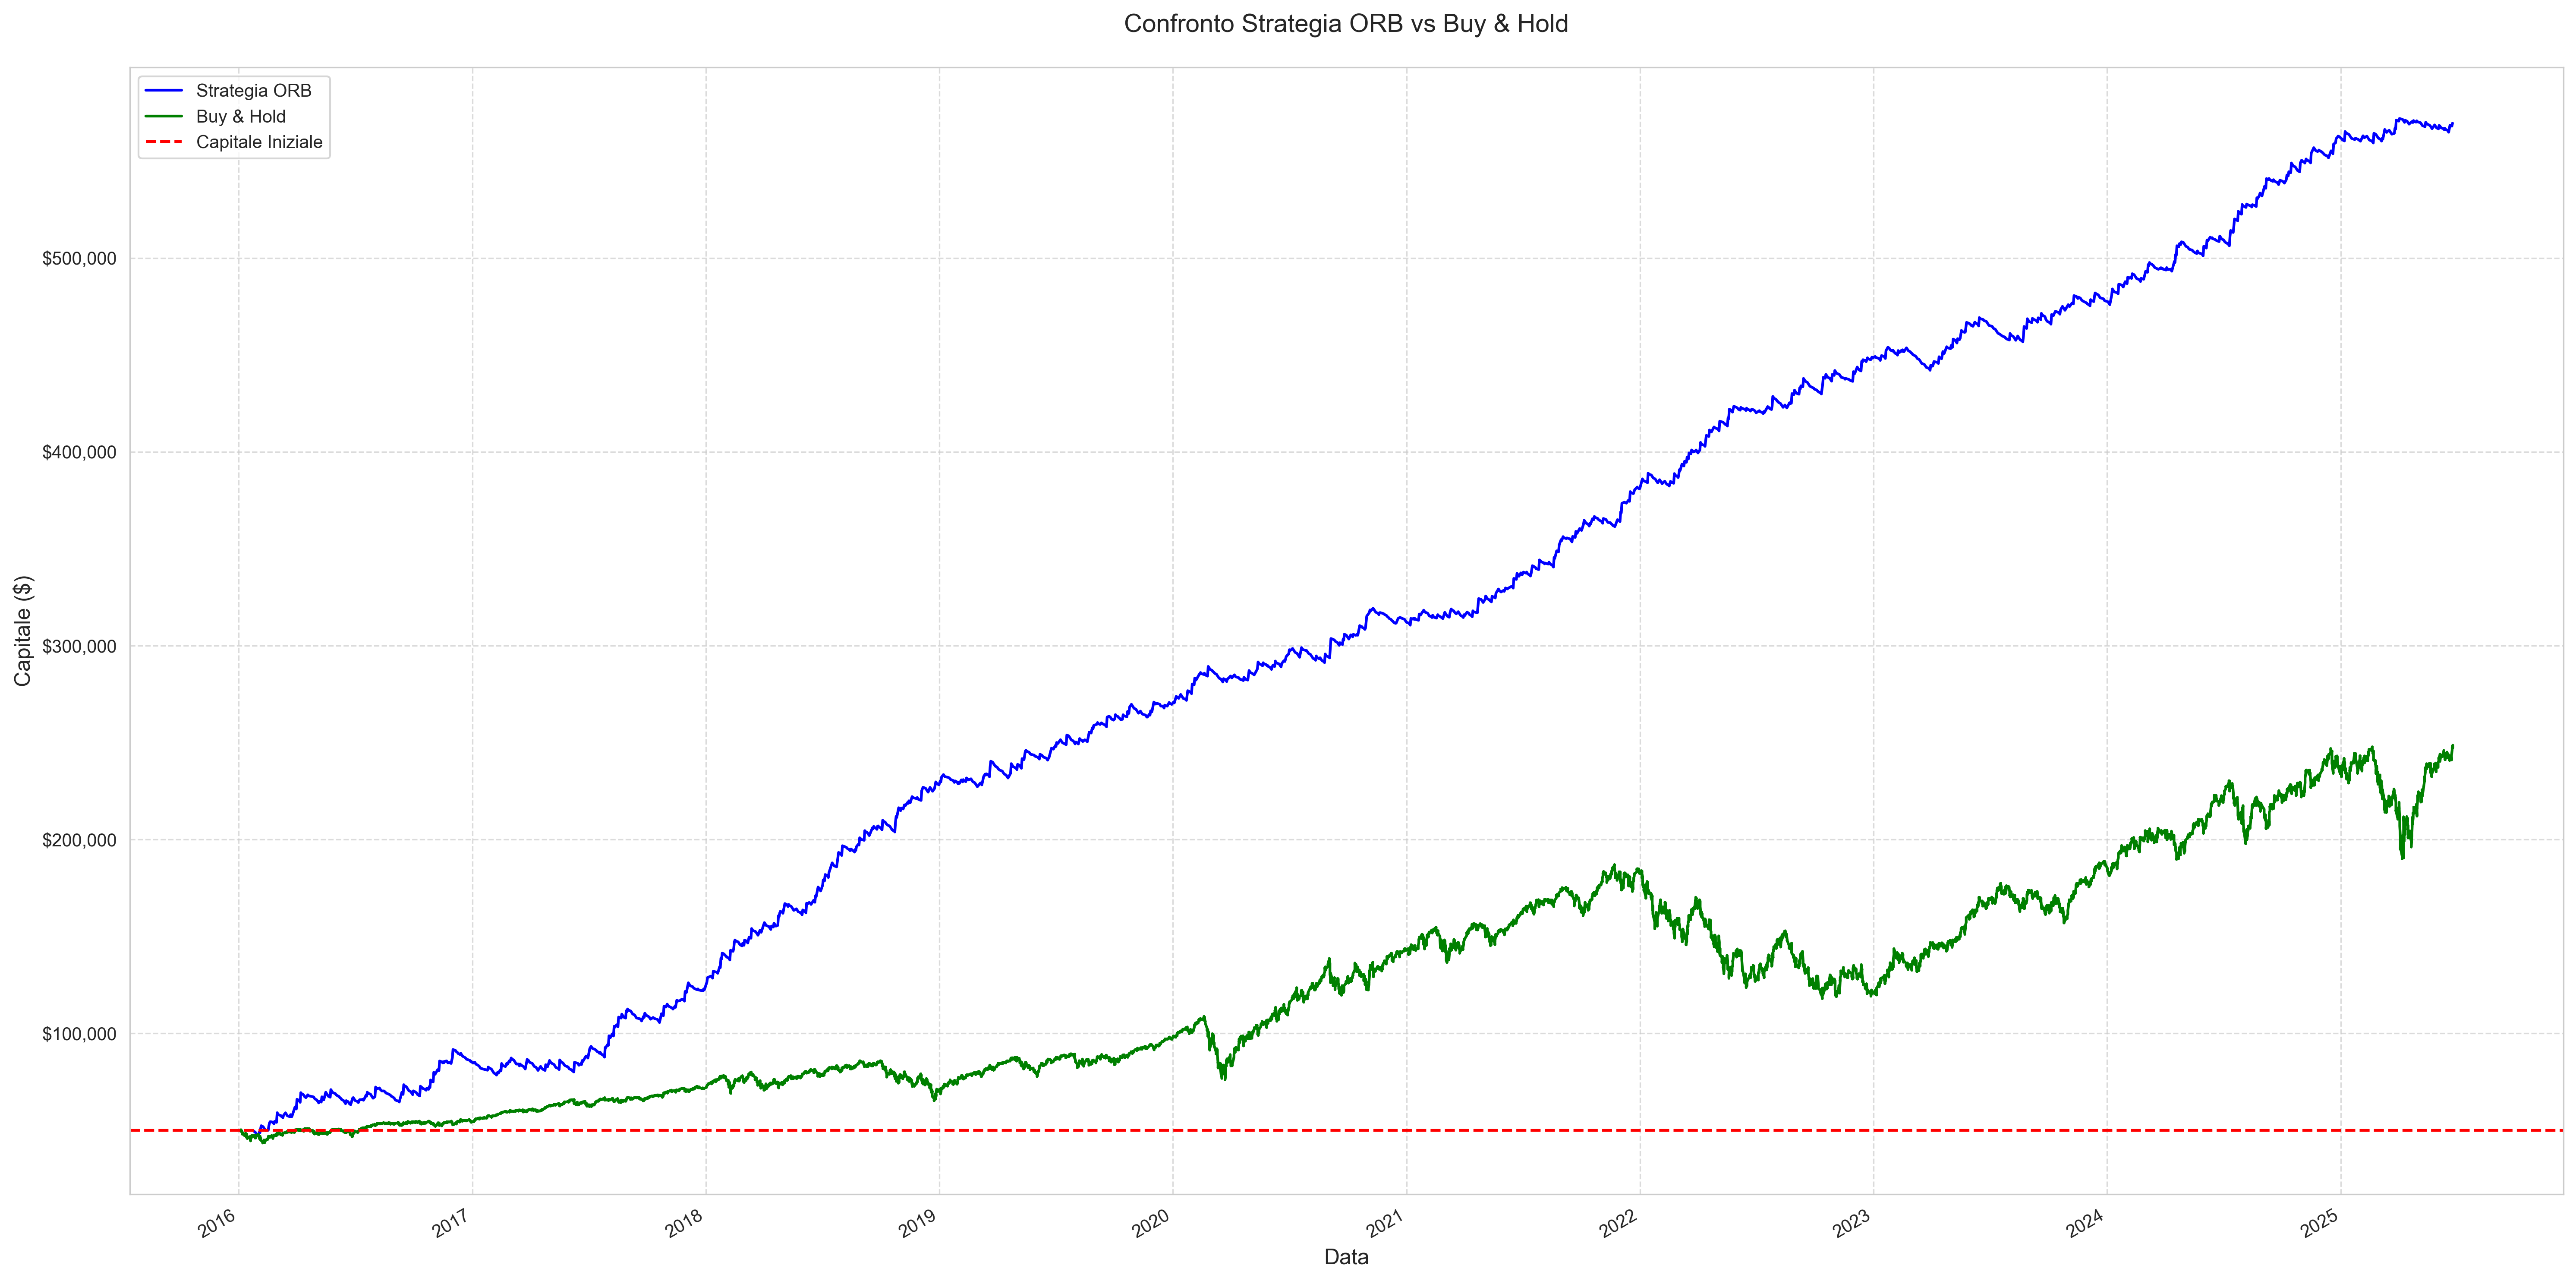 Confronto Strategia ORB vs Buy & Hold
Strategia ORB
Buy & Hold
Capitale Iniziale
$500,000
$400,000
$300,000
$200,000
$100,000
Capitale ($)
2016
2017
2018
2019
2020
2021
2022
2023
2024
2025
Data